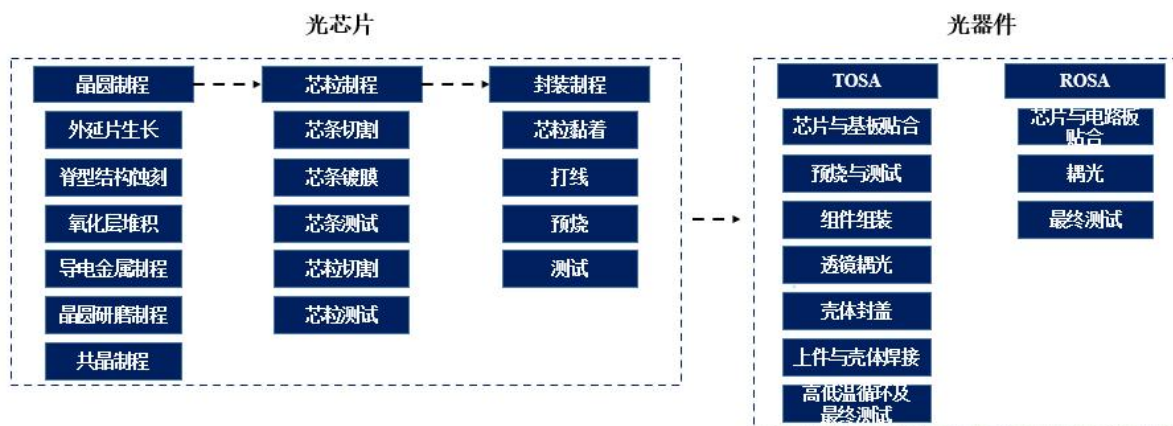 光芯片
光器件
晶圆制程
芯粒制程
封装制程
外延片生长
脊型结构蚀刻
氧化层堆积
导电金属制程
晶圆研磨制程
共晶制程
芯条切割
芯条镀膜
芯条测试
芯粒切割
芯粒测试
芯粒黏着
打线
预烧
测试
TOSA
芯片与基板贴合
预烧与测试
组件组装
透镜耦光
壳体封盖
上件与壳体焊接
高低温循环及
最终测试
ROSA
芯片与电路板
贴合
耦光
最终测试